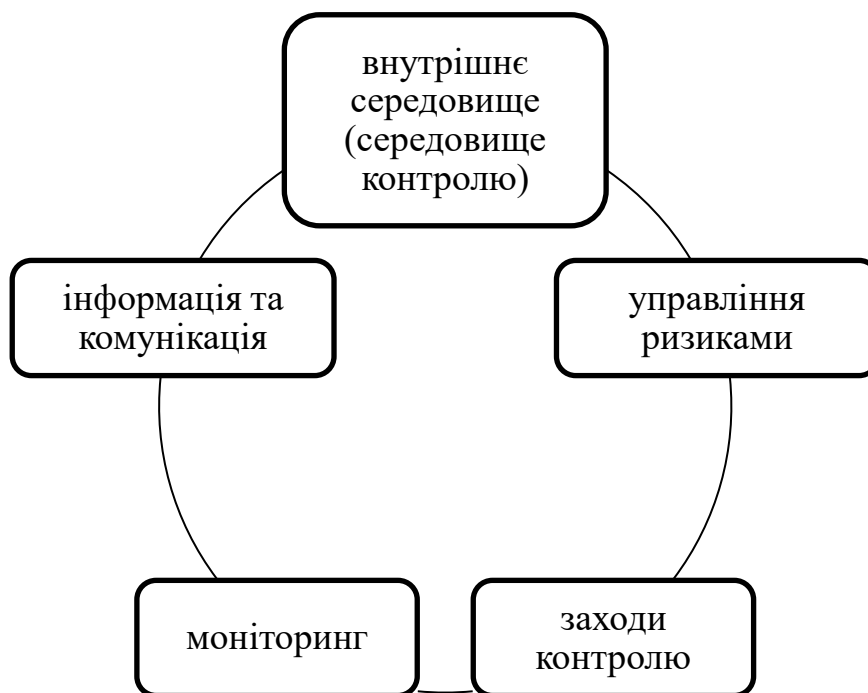 внутрішнє
середовище
(середовище
контролю)
інформація та
комунікація
управління
ризиками
моніторинг
заходи
контролю